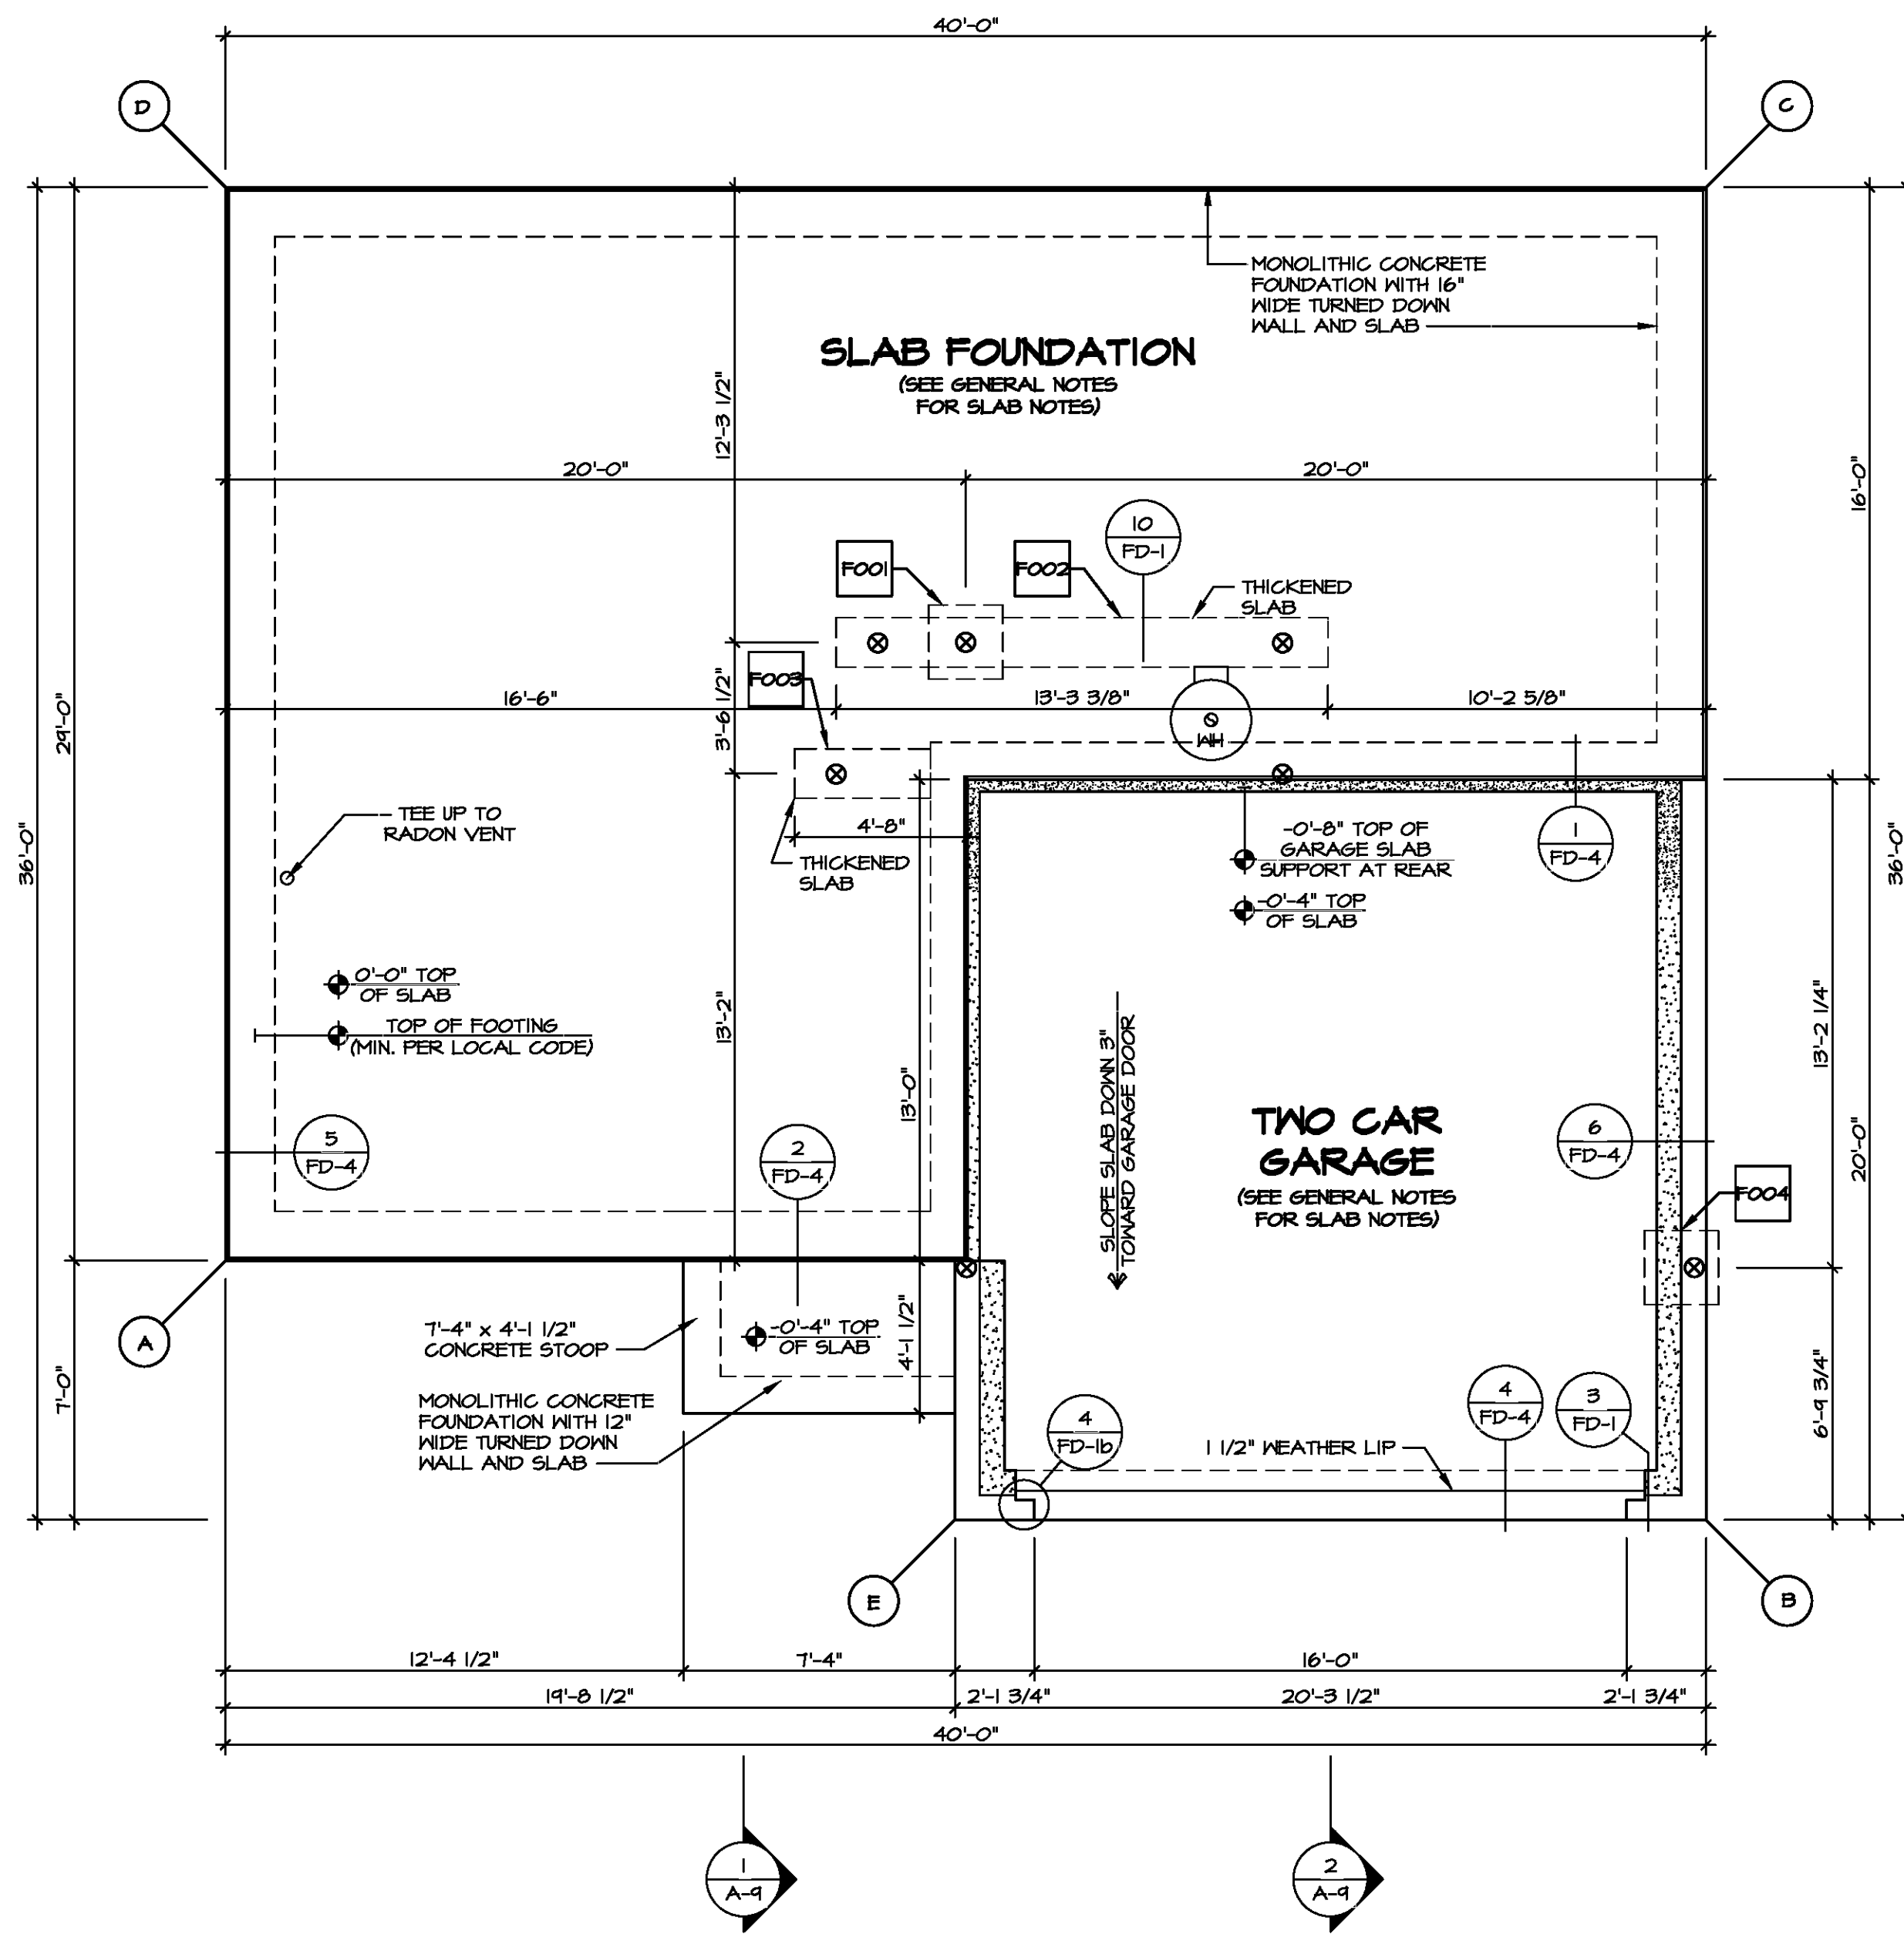 40'-0"
D
C
MONOLITHIC CONCRETE
FOUNDATION WITH 16"
WIDE TURNED DOWN
WALL AND SLAB
SLAB FOUNDATION
(SEE GENERAL NOTES
FOR SLAB NOTES)
12'-3 1/2"
20'-0"
20'-0"
16'-0"
10
FD-1
F001
F002
THICKENED
SLAB
F003
29'-0"
16'-6"
3'-6 1/2"
13'-3 3/8"
10'-2 5/8"
WH
TEE UP TO
RADON VENT
4'-8"
THICKENED
SLAB
-0'-8" TOP OF
GARAGE SLAB
SUPPORT AT REAR
-0'-4" TOP
OF SLAB
1
FD-4
36'-0"
36'-0"
0'-0" TOP
OF SLAB
TOP OF FOOTING
(MIN. PER LOCAL CODE)
13'-2"
13'-0"
SLOPE SLAB DOWN 3"
TOWARD GARAGE DOOR
13'-2 1/4"
20'-0"
5
FD-4
2
FD-4
TWO CAR
GARAGE
(SEE GENERAL NOTES
FOR SLAB NOTES)
6
FD-4
F004
A
7'-4" x 4'-1 1/2"
CONCRETE STOOP
-0'-4" TOP
OF SLAB
4'-1 1/2"
7'-0"
MONOLITHIC CONCRETE
FOUNDATION WITH 12"
WIDE TURNED DOWN
WALL AND SLAB
4
FD-1b
1 1/2" WEATHER LIP
4
FD-4
3
FD-1
6'-9 3/4"
E
B
12'-4 1/2"
7'-4"
16'-0"
19'-8 1/2"
2'-1 3/4"
20'-3 1/2"
2'-1 3/4"
40'-0"
1
A-9
2
A-9